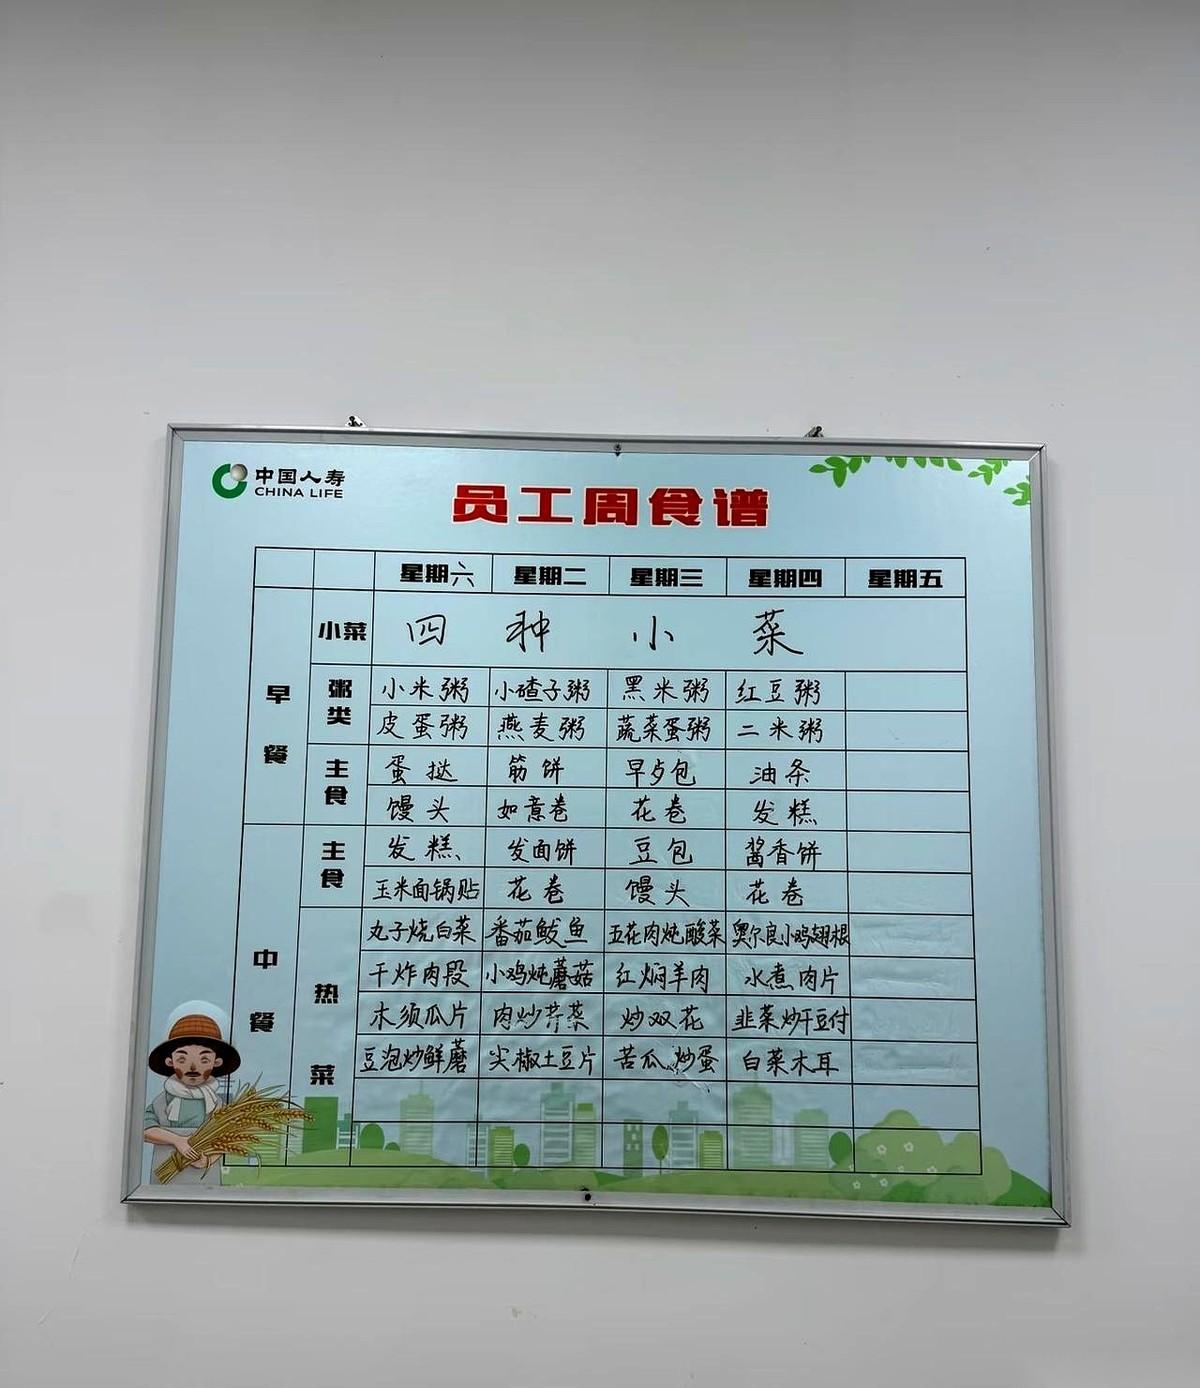 中国人寿
CHINA LIFE
员工周食谱
星期六 星期二 星期三 星期四 星期五
早餐
小菜 四种小菜
粥类
小米粥 小碴子粥 黑米粥 红豆粥
皮蛋粥 燕麦粥 蔬菜蛋粥 二米粥
主食
蛋挞 筋饼 早歺包 油条
馒头 如意卷 花卷 发糕
中餐
主食
发糕 发面饼 豆包 酱香饼
玉米面锅贴 花卷 馒头 花卷
热菜
丸子烧白菜 番茄鲅鱼 五花肉炖酸菜 奥尔良小鸡翅根
干炸肉段 小鸡炖蘑菇 红焖羊肉 水煮肉片
木须瓜片 肉炒芹菜 炒双花 韭菜炒干豆付
豆泡炒鲜蘑 尖椒土豆片 苦瓜炒蛋 白菜木耳